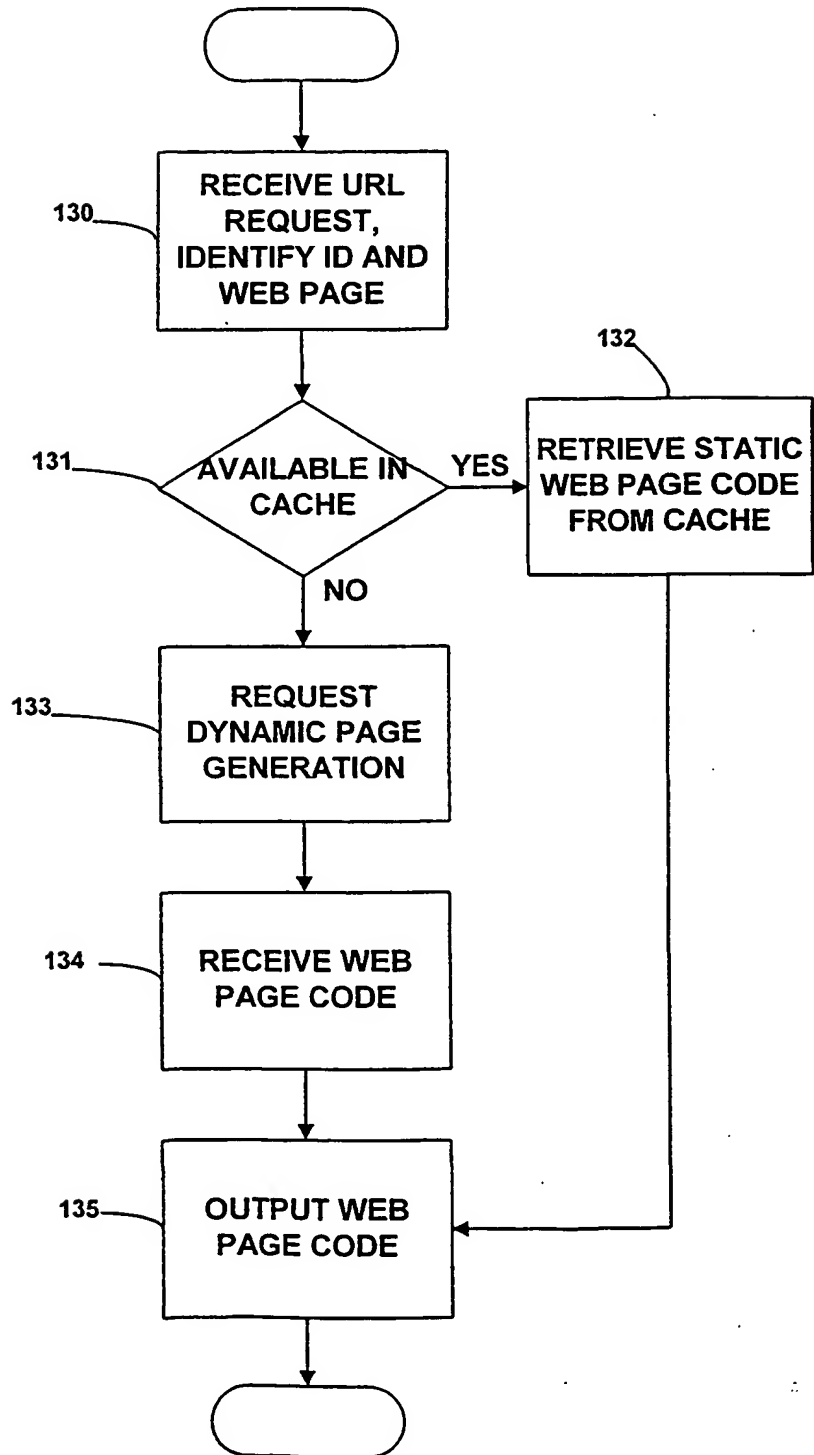 130
RECEIVE URL
REQUEST,
IDENTIFY ID AND
WEB PAGE
131
AVAILABLE IN
CACHE
YES
NO
132
RETRIEVE STATIC
WEB PAGE CODE
FROM CACHE
133
REQUEST
DYNAMIC PAGE
GENERATION
134
RECEIVE WEB
PAGE CODE
135
OUTPUT WEB
PAGE CODE